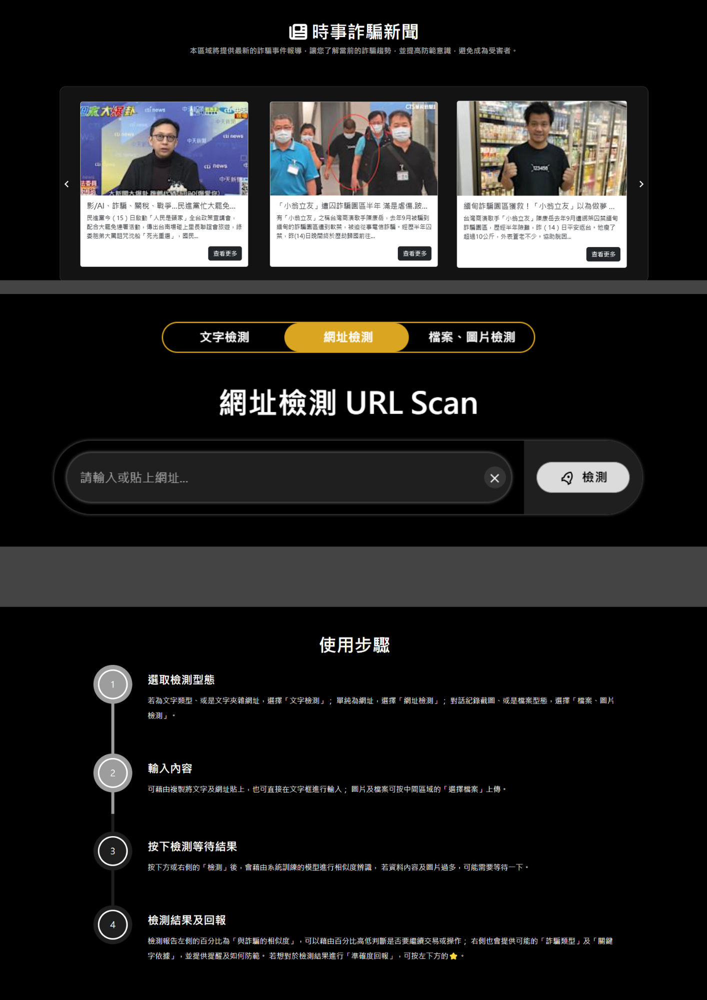 時事詐騙新聞
本區域將提供最新的詐騙事件報導，讓您了解當前的詐騙趨勢，並提高防範意識，避免成為受害者。
大爆卦
cti news
中天新聞
cti news
cti news
中天新聞
cti news
CTS華視新聞
123456
影/AI、詐騙、關稅、戰爭...民進黨忙大罷免...
民進黨今（15）日啟動「人民是頭家」全台政策宣講會，
配合大罷免連署活動，傳出台南場碰上里長聯誼會旅遊，綠
委胞弟大罵詛咒沈船「死光重選」，國民...
查看更多
「小翁立友」遭囚詐騙園區半年 滿是虐傷.跛...
有「小翁立友」之稱台灣商演歌手陳康岳，去年9月被騙到
緬甸的詐騙園區遭到軟禁，被迫從事電信詐騙。經歷半年囚
禁，昨(14)日晚間終於歷劫歸國前往...
查看更多
緬甸詐騙園區獲救！「小翁立友」以為做夢 ...
台灣商演歌手「小翁立友」陳康岳去年9月遭綁架囚禁緬甸
詐騙園區，歷經半年險難，昨（14）日平安返台。他瘦了
超過10公斤，外表蒼老不少。協助脫困...
查看更多
文字檢測
網址檢測
檔案、圖片檢測
網址檢測 URL Scan
請輸入或貼上網址...
檢測
使用步驟
1
選取檢測型態
若為文字類型、或是文字夾雜網址，選擇「文字檢測」； 單純為網址，選擇「網址檢測」； 對話紀錄截圖、或是檔案型態，選擇「檔案、圖片
檢測」。
2
輸入內容
可藉由複製將文字及網址貼上，也可直接在文字框進行輸入； 圖片及檔案可按中間區域的「選擇檔案」上傳。
3
按下檢測等待結果
按下方或右側的「檢測」後，會藉由系統訓練的模型進行相似度辨識， 若資料內容及圖片過多，可能需要等待一下。
4
檢測結果及回報
檢測報告左側的百分比為「與詐騙的相似度」，可以藉由百分比高低判斷是否要繼續交易或操作； 右側也會提供可能的「詐騙類型」及「關鍵
字依據」，並提供提醒及如何防範。 若想對於檢測結果進行「準確度回報」，可按左下方的⭐。